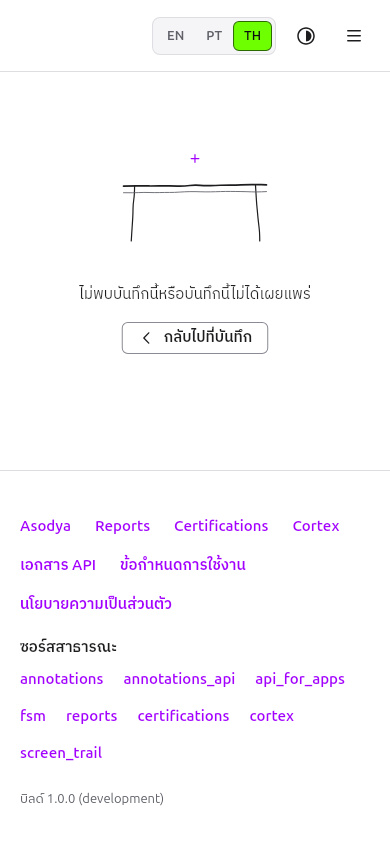 EN PT TH
ไม่พบบันทึกนี้หรือบันทึกนี้ไม่ได้เผยแพร่
กลับไปที่บันทึก
Asodya Reports Certifications Cortex
เอกสาร API ข้อกำหนดการใช้งาน
นโยบายความเป็นส่วนตัว
ซอร์สสาธารณะ
annotations annotations_api api_for_apps
fsm reports certifications cortex
screen_trail
บิลด์ 1.0.0 (development)